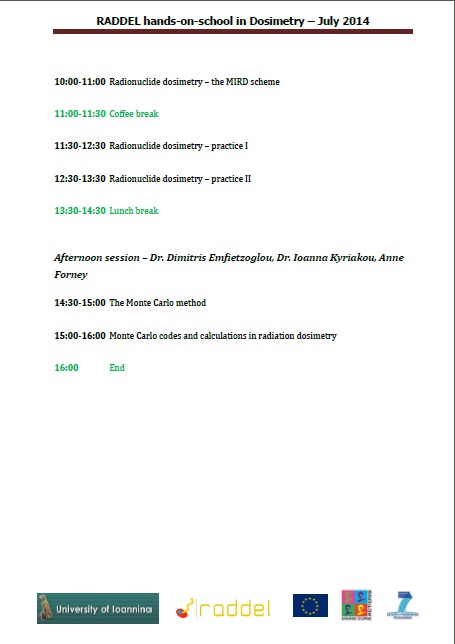 RADDEL hands-on-school in Dosimetry – July 2014
10:00-11:00 Radionuclide dosimetry – the MIRD scheme
11:00-11:30 Coffee break
11:30-12:30 Radionuclide dosimetry – practice I
12:30-13:30 Radionuclide dosimetry – practice II
13:30-14:30 Lunch break
Afternoon session – Dr. Dimitris Emfietzoglou, Dr. Ioanna Kyriakou, Anne
Forney
14:30-15:00 The Monte Carlo method
15:00-16:00 Monte Carlo codes and calculations in radiation dosimetry
16:00 End
University of Ioannina
raddel
MARIE CURIE
ACTIONS
7